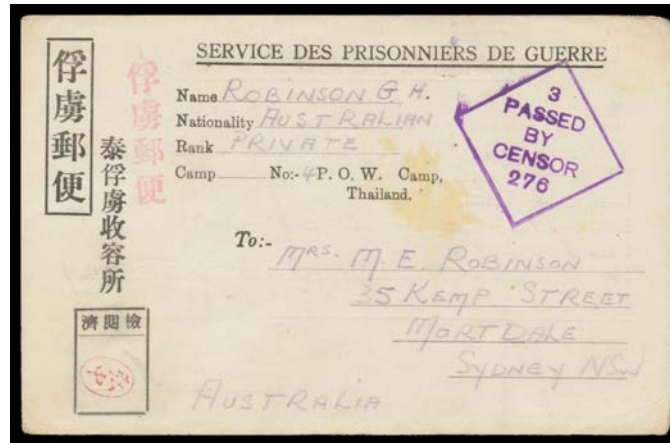 SERVICE DES PRISONNIERS DE GUERRE
俘虜郵便
俘虜郵便
泰俘虜收容所
檢閲濟
Name ROBINSON G H.
Nationality AUSTRALIAN
Rank PRIVATE
Camp No:- 4 P. O. W. Camp,
Thailand.
3
PASSED
BY
CENSOR
276
To:-
MRS. M. E. ROBINSON
35 KEMP STREET
MORTDALE
SYDNEY NSW
AUSTRALIA